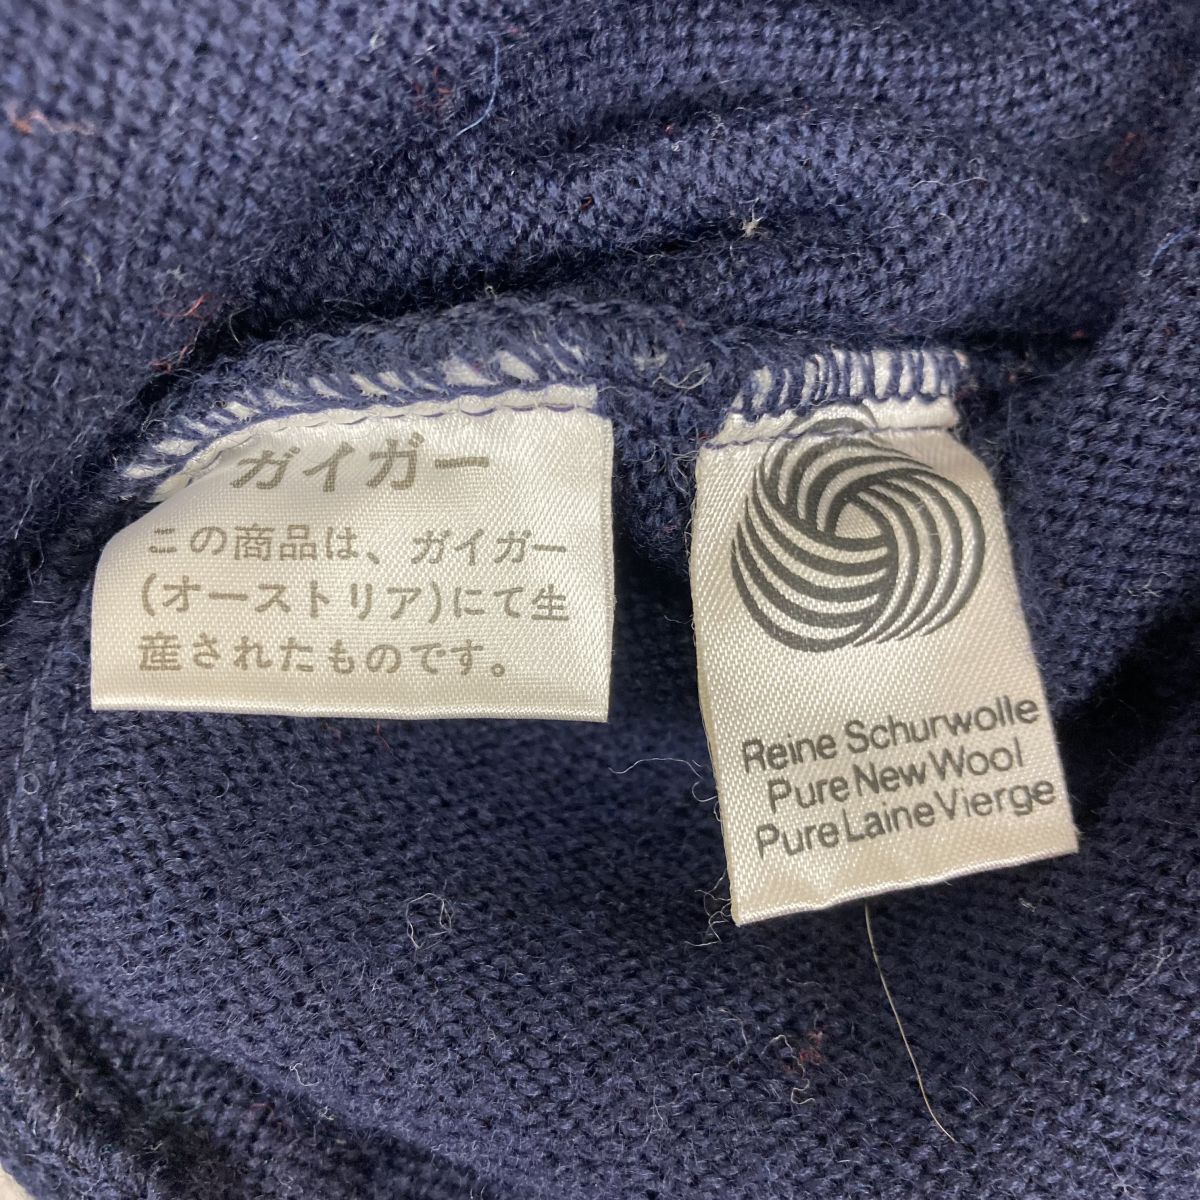 ガイガー
この商品は、ガイガー
(オーストリア)にて生
産されたものです。
Reine Schurwolle
Pure New Wool
Pure Laine Vierge